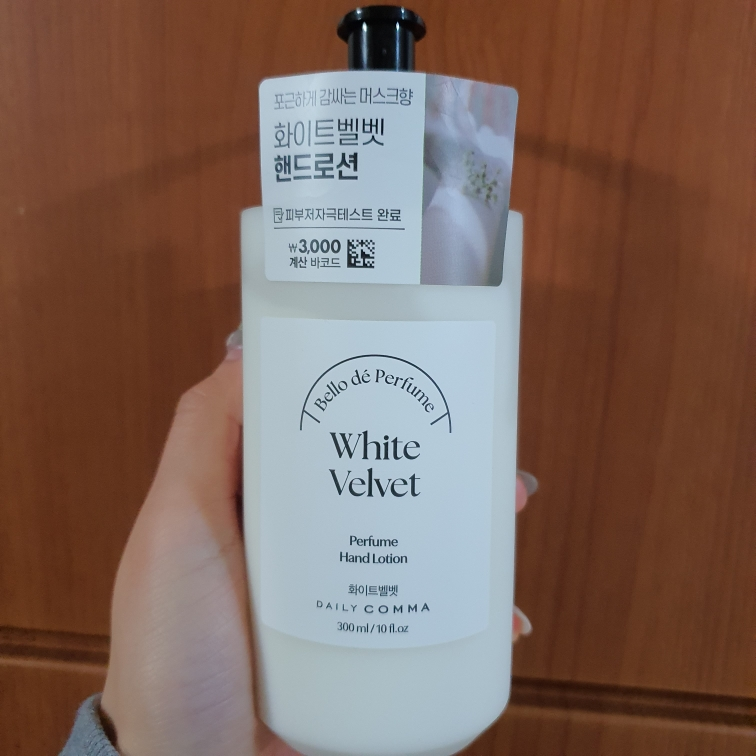 포근하게 감싸는 머스크향
화이트벨벳
핸드로션
피부저자극테스트 완료
₩3,000
계산 바코드
Bello dé Perfume
White
Velvet
Perfume
Hand Lotion
화이트벨벳
DAILY COMMA
300 ml / 10 fl.oz